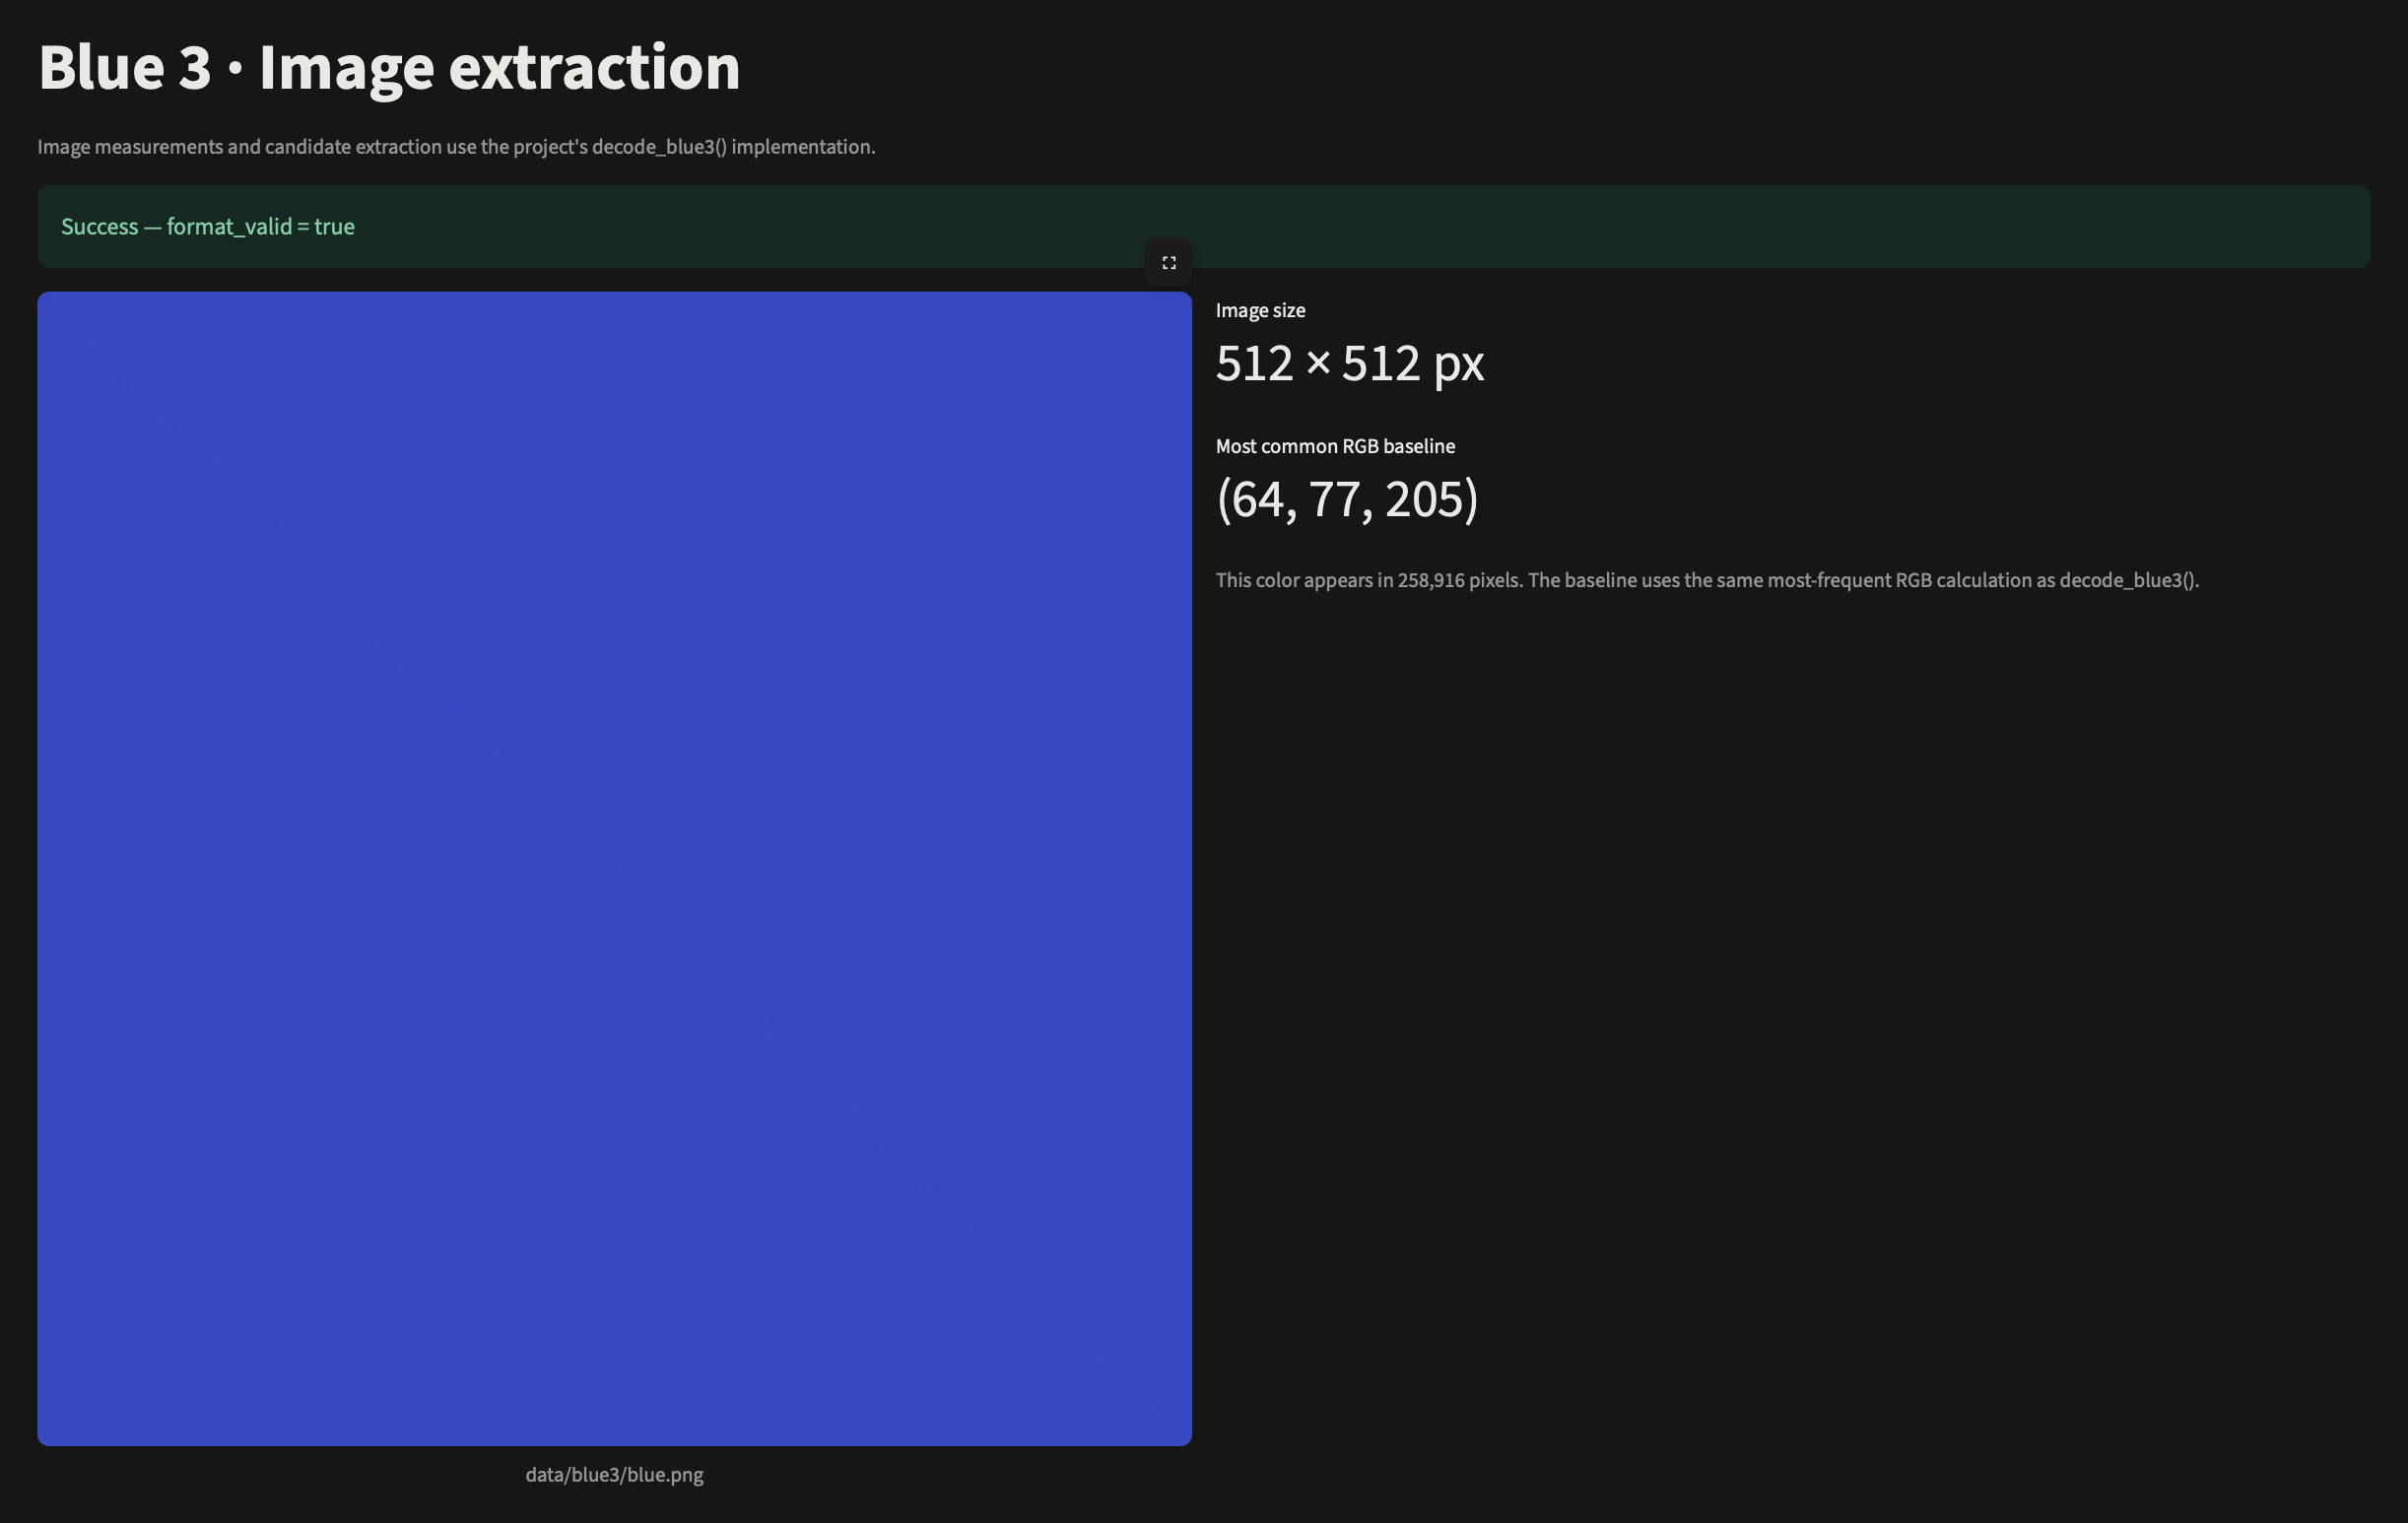 Blue 3 • Image extraction
Image measurements and candidate extraction use the project's decode_blue3() implementation.
Success — format_valid = true
Image size
512 × 512 px
Most common RGB baseline
(64, 77, 205)
This color appears in 258,916 pixels. The baseline uses the same most-frequent RGB calculation as decode_blue3().
data/blue3/blue.png